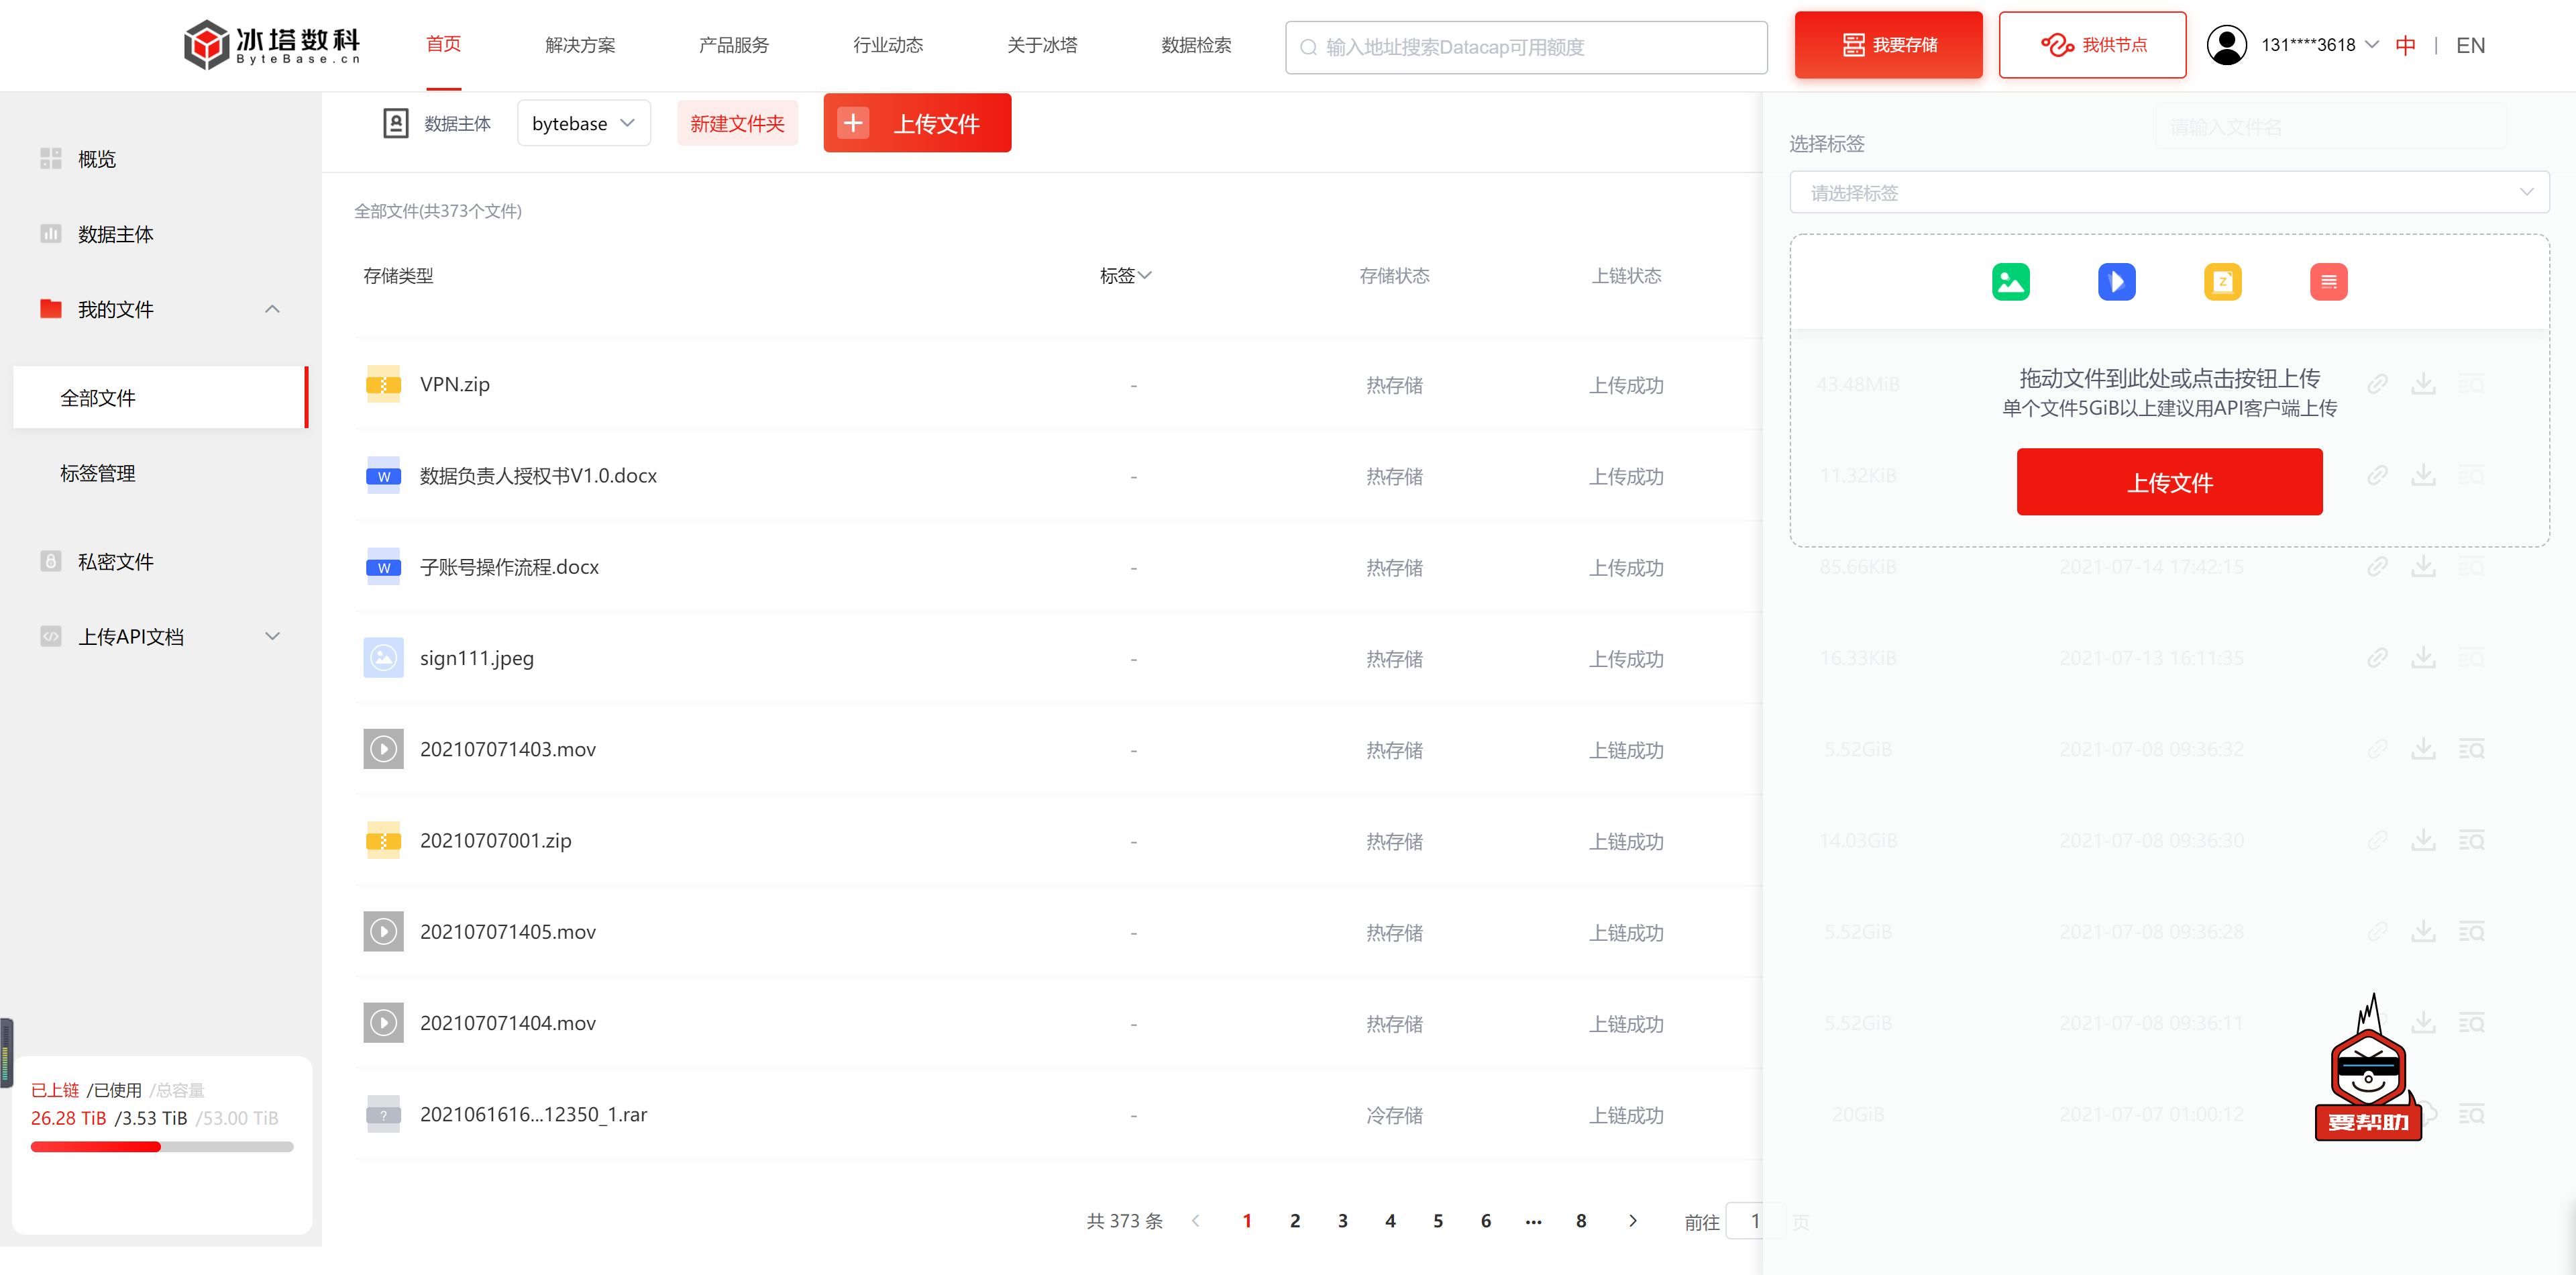 冰塔数科
ByteBase.cn
首页
解决方案
产品服务
行业动态
关于冰塔
数据检索
输入地址搜索Datacap可用额度
我要存储
我供节点
131****3618
中 | EN
概览
数据主体
我的文件
全部文件
标签管理
私密文件
上传API文档
已上链 /已使用 /总容量
26.28 TiB /3.53 TiB /53.00 TiB
数据主体
bytebase
新建文件夹
上传文件
请输入文件名
全部文件(共373个文件)
存储类型 标签 存储状态 上链状态
VPN.zip - 热存储 上传成功 43.48MiB
数据负责人授权书V1.0.docx - 热存储 上传成功 11.32KiB
子账号操作流程.docx - 热存储 上传成功 85.66KiB 2021-07-14 17:42:15
sign111.jpeg - 热存储 上传成功 16.33KiB 2021-07-13 16:11:35
202107071403.mov - 热存储 上链成功 5.52GiB 2021-07-08 09:36:32
20210707001.zip - 热存储 上链成功 14.03GiB 2021-07-08 09:36:30
202107071405.mov - 热存储 上链成功 5.52GiB 2021-07-08 09:36:28
202107071404.mov - 热存储 上链成功 5.52GiB 2021-07-08 09:36:11
2021061616...12350_1.rar - 冷存储 上链成功 20GiB 2021-07-07 01:00:12
共 373 条 1 2 3 4 5 6 ··· 8 前往 1 页
选择标签
请选择标签
拖动文件到此处或点击按钮上传
单个文件5GiB以上建议用API客户端上传
上传文件
要帮助